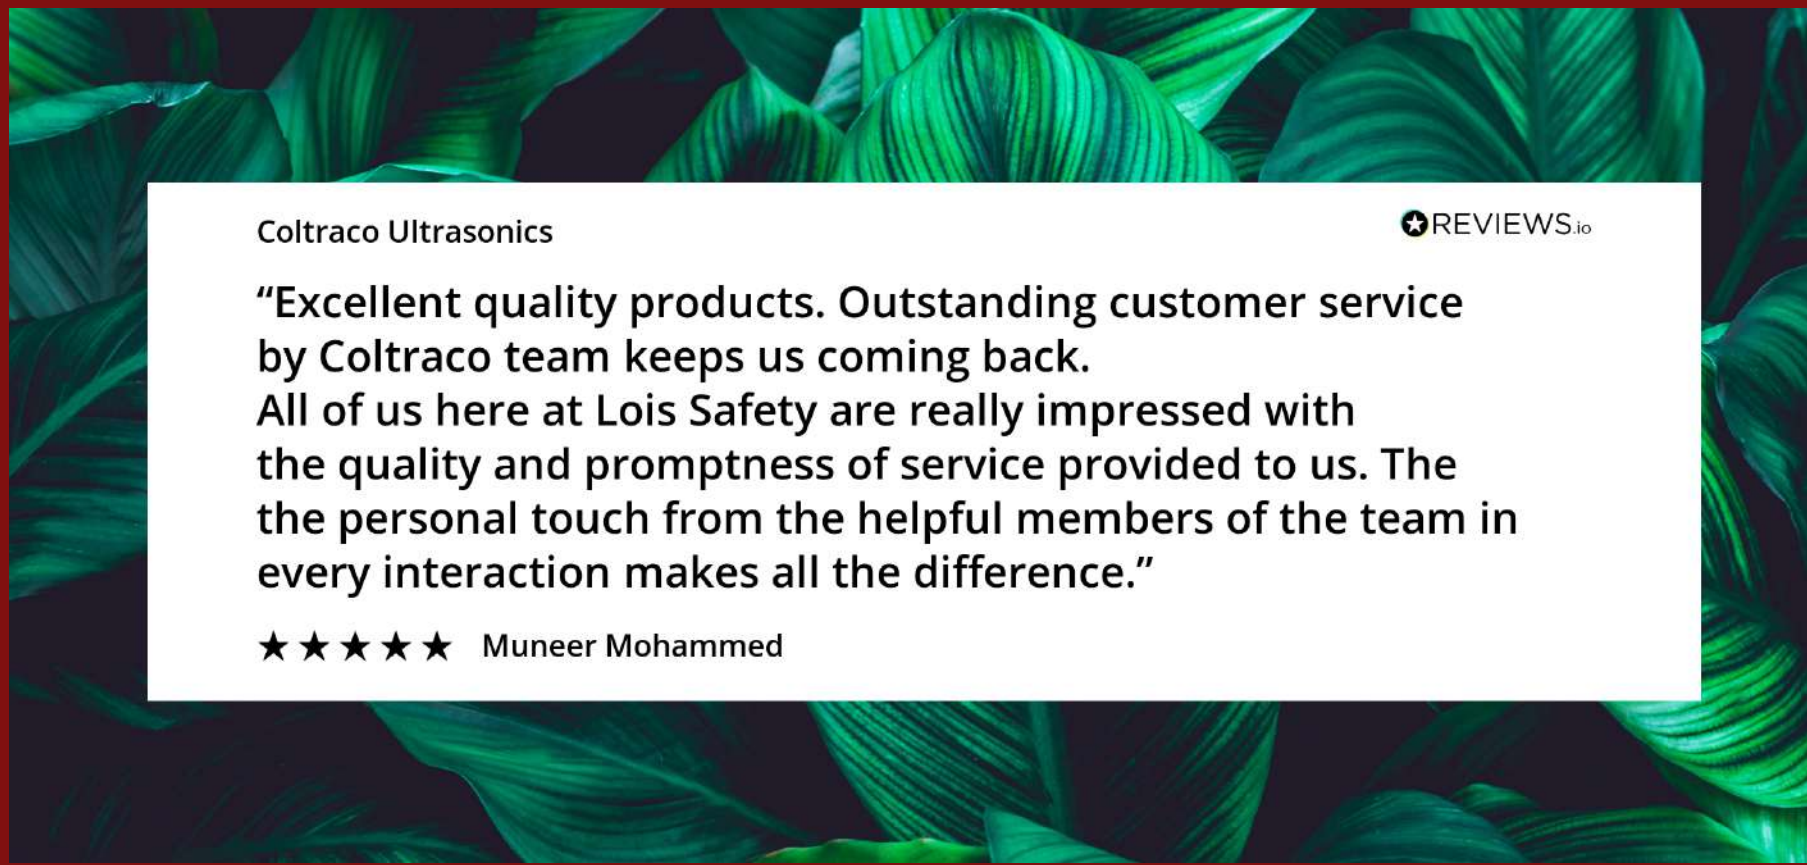 Coltraco Ultrasonics
REVIEWS.io
“Excellent quality products. Outstanding customer service
by Coltraco team keeps us coming back.
All of us here at Lois Safety are really impressed with
the quality and promptness of service provided to us. The
the personal touch from the helpful members of the team in
every interaction makes all the difference.”
★★★★★ Muneer Mohammed